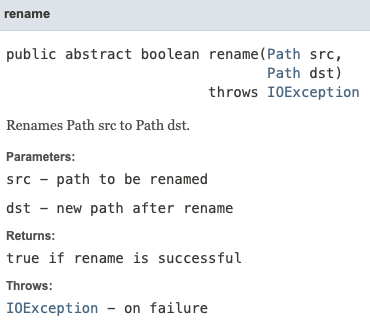 rename
public abstract boolean rename(Path src,
Path dst)
throws IOException
Renames Path src to Path dst.
Parameters:
src – path to be renamed
dst – new path after rename
Returns:
true if rename is successful
Throws:
IOException – on failure